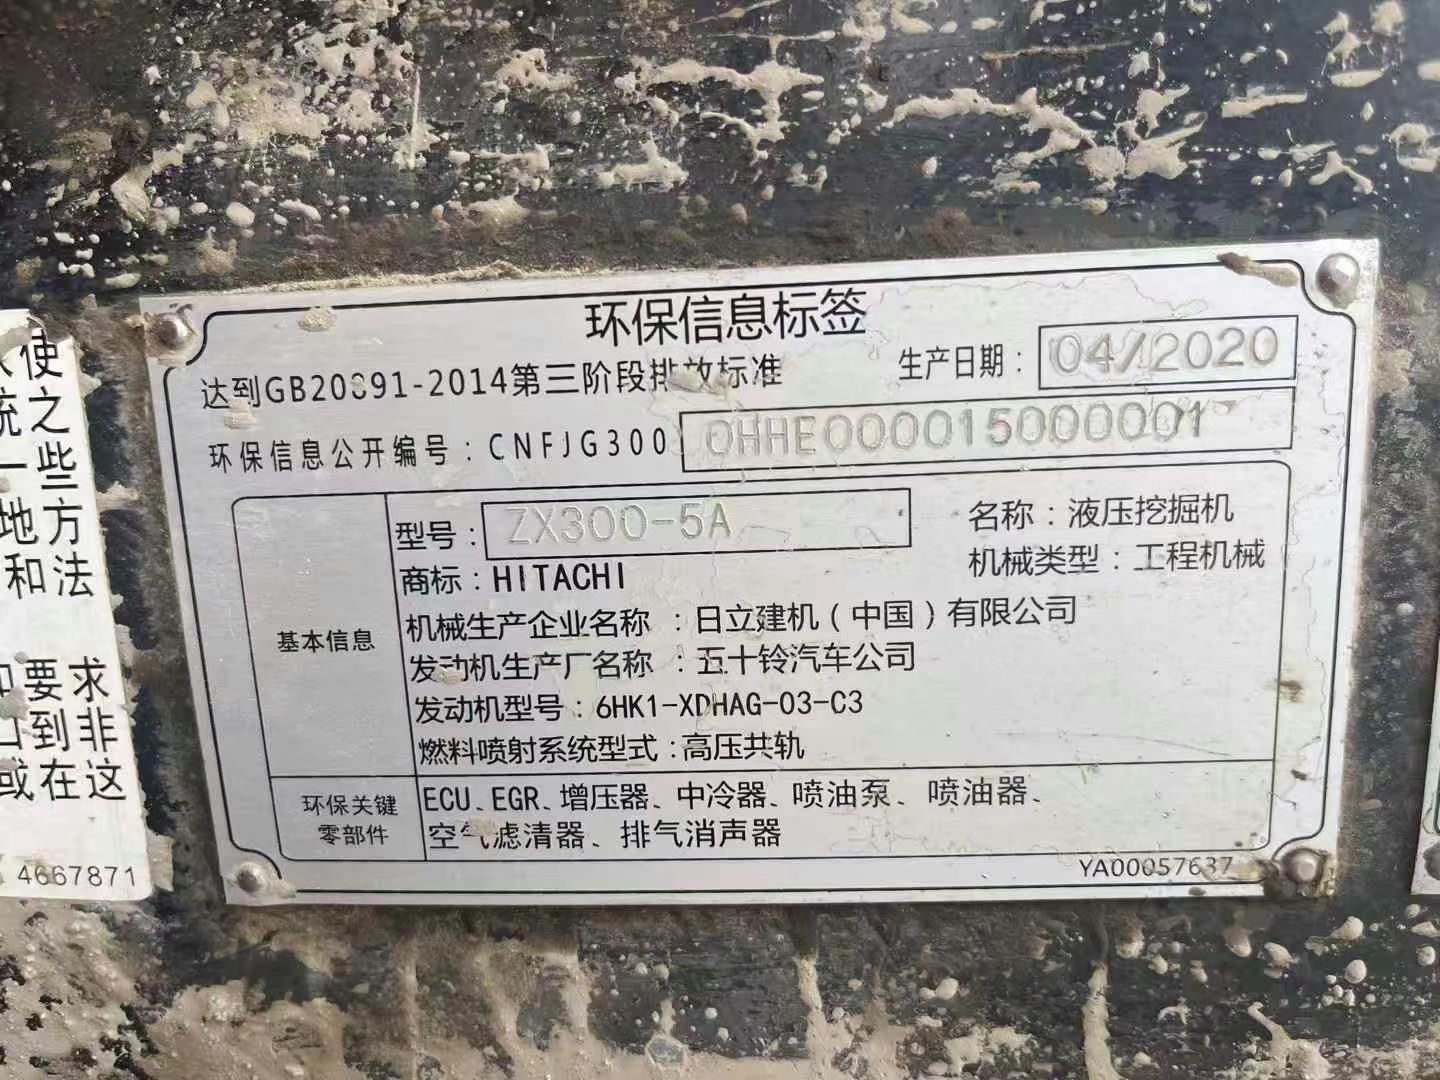 使
统之
一些
地方
和法
要求
到非
或在这
4667871
环保信息标签
达到GB20891-2014第三阶段排放标准
生产日期：04/2020
环保信息公开编号：CNFJG300 0HHE000015000001
基本信息
型号：ZX300-5A
名称：液压挖掘机
商标：HITACHI
机械类型：工程机械
机械生产企业名称：日立建机（中国）有限公司
发动机生产厂名称：五十铃汽车公司
发动机型号：6HK1-XDHAG-03-C3
燃料喷射系统型式：高压共轨
环保关键
零部件
ECU、EGR、增压器、中冷器、喷油泵、喷油器、
空气滤清器、排气消声器
YA00057637